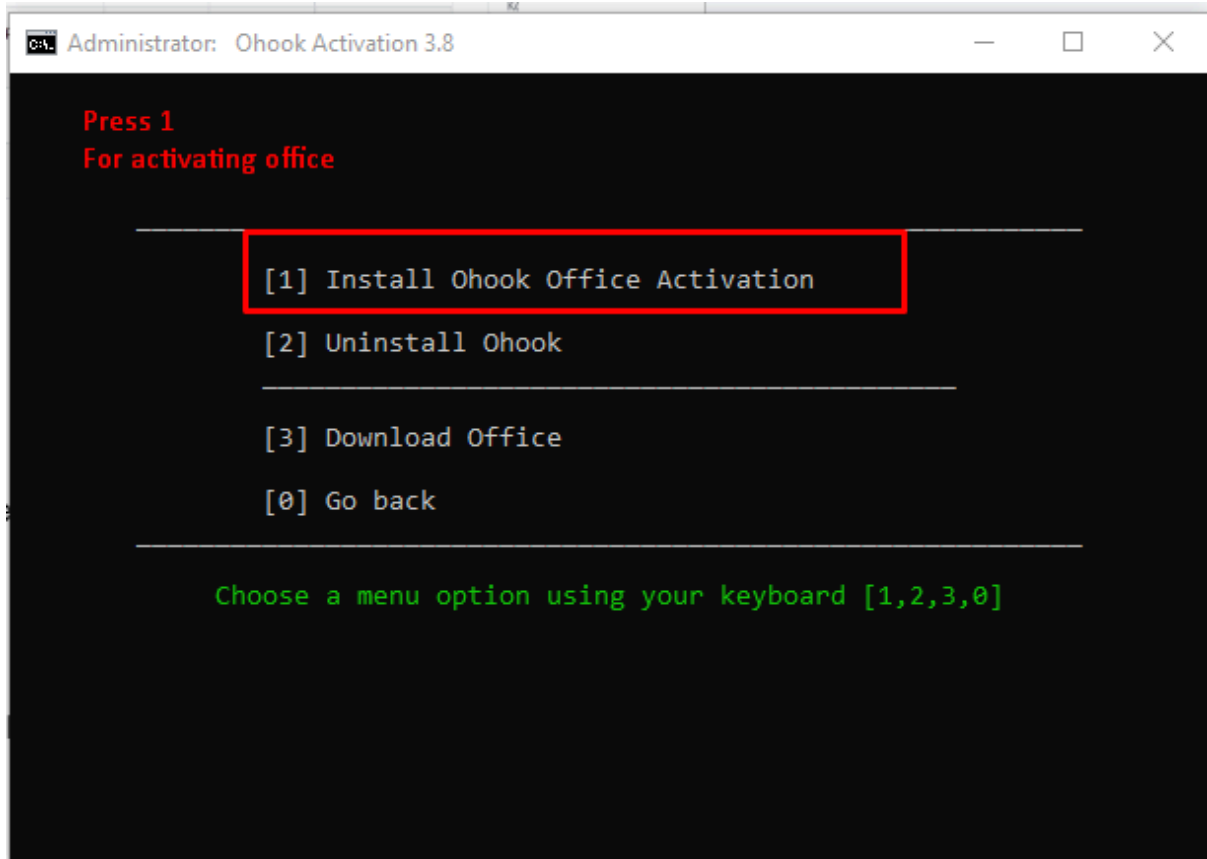 Administrator:  Ohook Activation 3.8
Press 1
For activating office
[1] Install Ohook Office Activation
[2] Uninstall Ohook
[3] Download Office
[0] Go back
Choose a menu option using your keyboard [1,2,3,0]